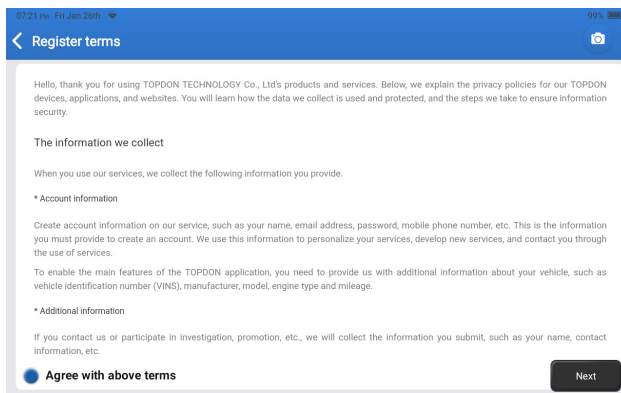 07:21 PM Fri Jan 26th 99%
Register terms
Hello, thank you for using TOPDON TECHNOLOGY Co., Ltd's products and services. Below, we explain the privacy policies for our TOPDON
devices, applications, and websites. You will learn how the data we collect is used and protected, and the steps we take to ensure information
security.
The information we collect
When you use our services, we collect the following information you provide.
* Account information
Create account information on our service, such as your name, email address, password, mobile phone number, etc. This is the information
you must provide to create an account. We use this information to personalize your services, develop new services, and contact you through
the use of services.
To enable the main features of the TOPDON application, you need to provide us with additional information about your vehicle, such as
vehicle identification number (VINS), manufacturer, model, engine type and mileage.
* Additional information
If you contact us or participate in investigation, promotion, etc., we will collect the information you submit, such as your name, contact
information, etc.
Agree with above terms
Next